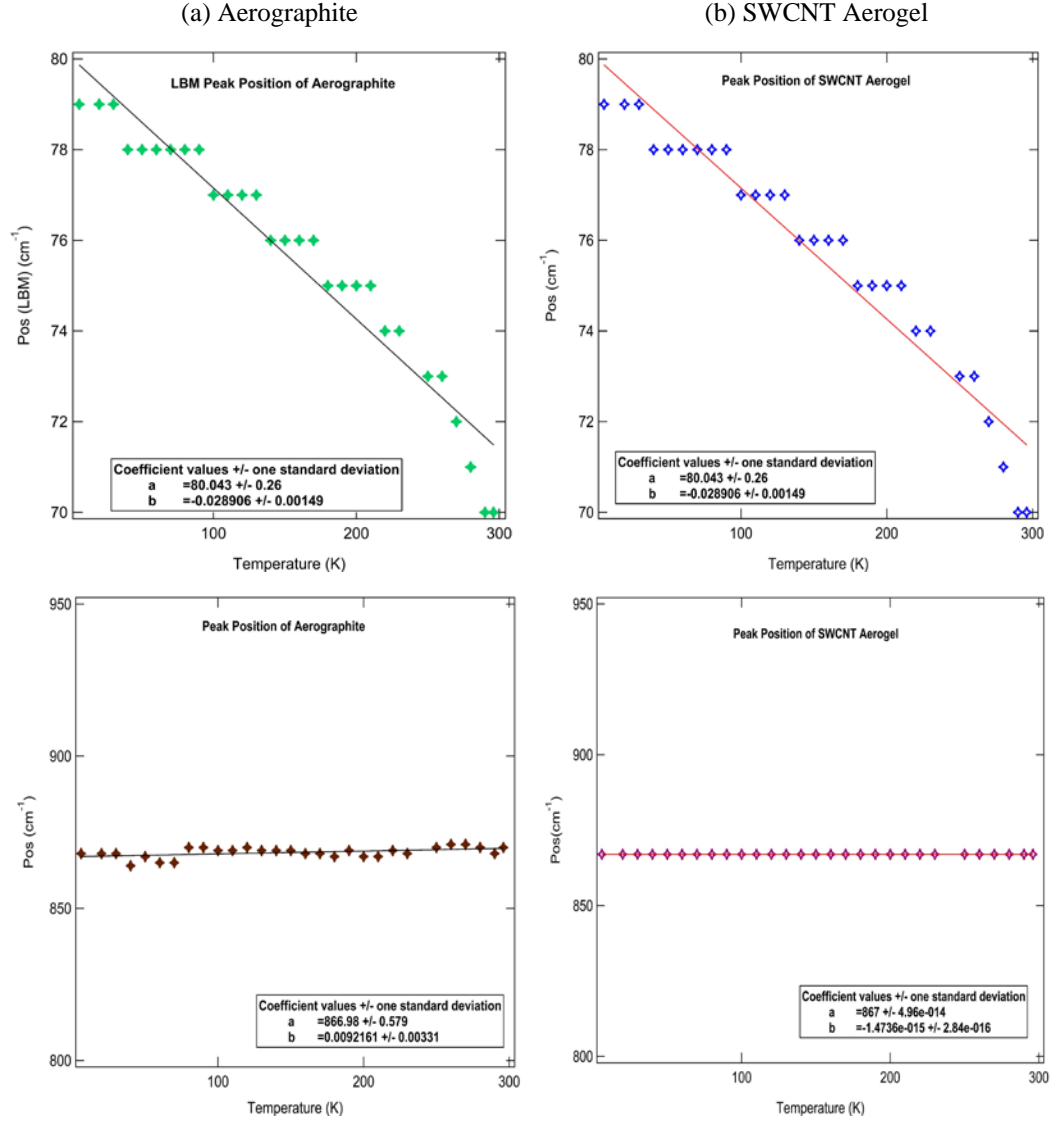 (a) Aerographite
(b) SWCNT Aerogel
LBM Peak Position of Aerographite
Pos (LBM) (cm⁻¹)
80
78
76
74
72
70
Coefficient values +/- one standard deviation
a =80.043 +/- 0.26
b =-0.028906 +/- 0.00149
100
200
300
Temperature (K)
Peak Position of SWCNT Aerogel
Pos (cm⁻¹)
80
78
76
74
72
70
Coefficient values +/- one standard deviation
a =80.043 +/- 0.26
b =-0.028906 +/- 0.00149
100
200
300
Temperature (K)
Peak Position of Aerographite
Pos (cm⁻¹)
950
900
850
800
Coefficient values +/- one standard deviation
a =866.98 +/- 0.579
b =0.0092161 +/- 0.00331
100
200
300
Temperature (K)
Peak Position of SWCNT Aerogel
Pos(cm⁻¹)
950
900
850
800
Coefficient values +/- one standard deviation
a =867 +/- 4.96e-014
b =-1.4736e-015 +/- 2.84e-016
100
200
300
Temperature (K)